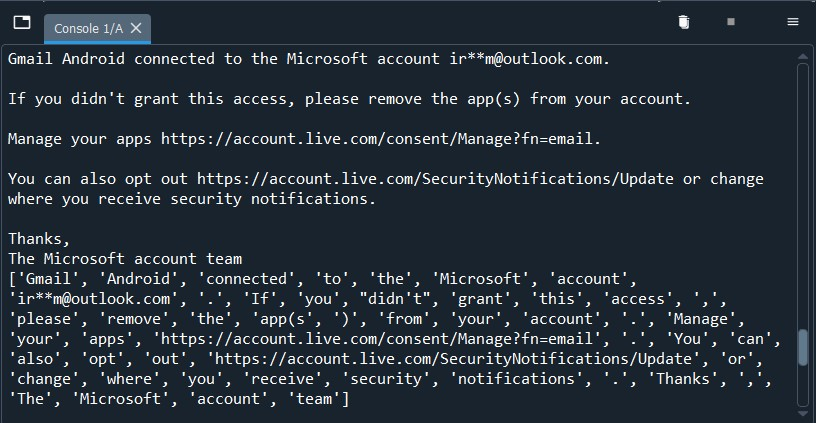 Console 1/A
Gmail Android connected to the Microsoft account ir**m@outlook.com.
If you didn't grant this access, please remove the app(s) from your account.
Manage your apps https://account.live.com/consent/Manage?fn=email.
You can also opt out https://account.live.com/SecurityNotifications/Update or change
where you receive security notifications.
Thanks,
The Microsoft account team
['Gmail', 'Android', 'connected', 'to', 'the', 'Microsoft', 'account',
'ir**m@outlook.com', '.', 'If', 'you', "didn't", 'grant', 'this', 'access', ',',
'please', 'remove', 'the', 'app(s', ')', 'from', 'your', 'account', '.', 'Manage',
'your', 'apps', 'https://account.live.com/consent/Manage?fn=email', '.', 'You', 'can',
'also', 'opt', 'out', 'https://account.live.com/SecurityNotifications/Update', 'or',
'change', 'where', 'you', 'receive', 'security', 'notifications', '.', 'Thanks', ',',
'The', 'Microsoft', 'account', 'team']